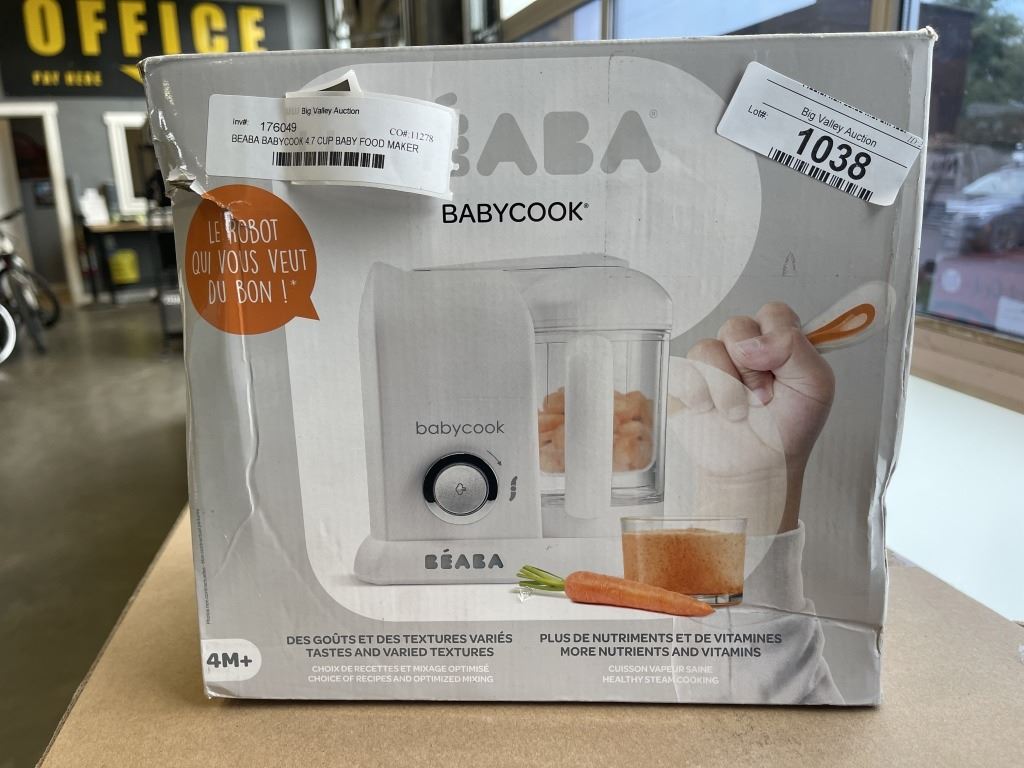 OFFICE
PAY HERE
Big Valley Auction
Inv#: 176049 CO#:11278
BEABA BABYCOOK 4.7 CUP BABY FOOD MAKER
Big Valley Auction
Lot#:
1038
BÉABA®
BABYCOOK®
LE ROBOT
QUI VOUS VEUT
DU BON !*
babycook
BÉABA
4M+
DES GOÛTS ET DES TEXTURES VARIÉS
TASTES AND VARIED TEXTURES
CHOIX DE RECETTES ET MIXAGE OPTIMISÉ
CHOICE OF RECIPES AND OPTIMIZED MIXING
PLUS DE NUTRIMENTS ET DE VITAMINES
MORE NUTRIENTS AND VITAMINS
CUISSON VAPEUR SAINE
HEALTHY STEAM COOKING